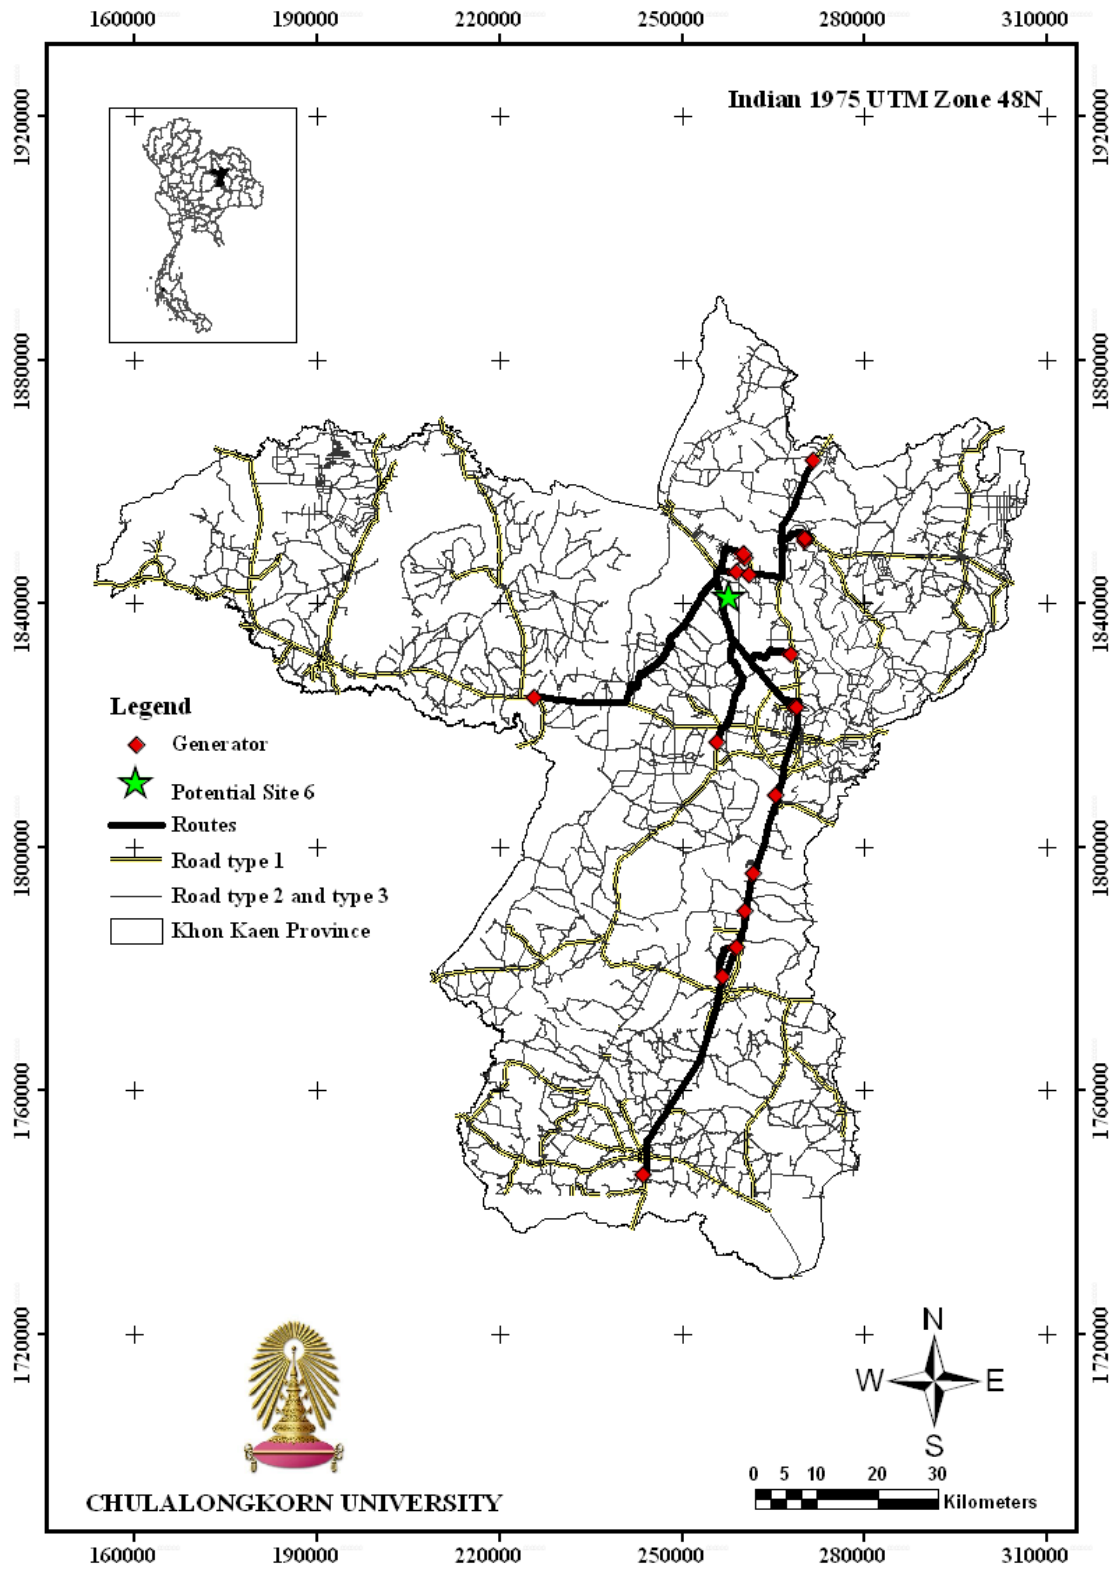 160000 190000 220000 250000 280000 310000
Indian 1975 UTM Zone 48N
1920000 1920000
1880000 1880000
1840000 1840000
Legend
Generator
Potential Site 6
Routes
Road type 1
Road type 2 and type 3
Khon Kaen Province
1800000 1800000
1760000 1760000
1720000 1720000
N
W E
S
0 5 10 20 30
Kilometers
CHULALONGKORN UNIVERSITY
160000 190000 220000 250000 280000 310000